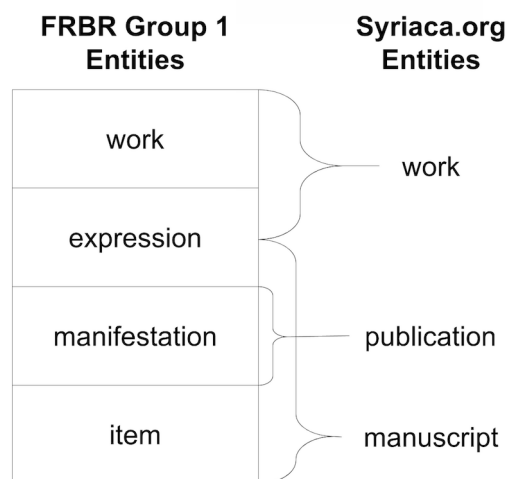 FRBR Group 1
Entities
Syriaca.org
Entities
work
work
expression
manifestation
publication
item
manuscript